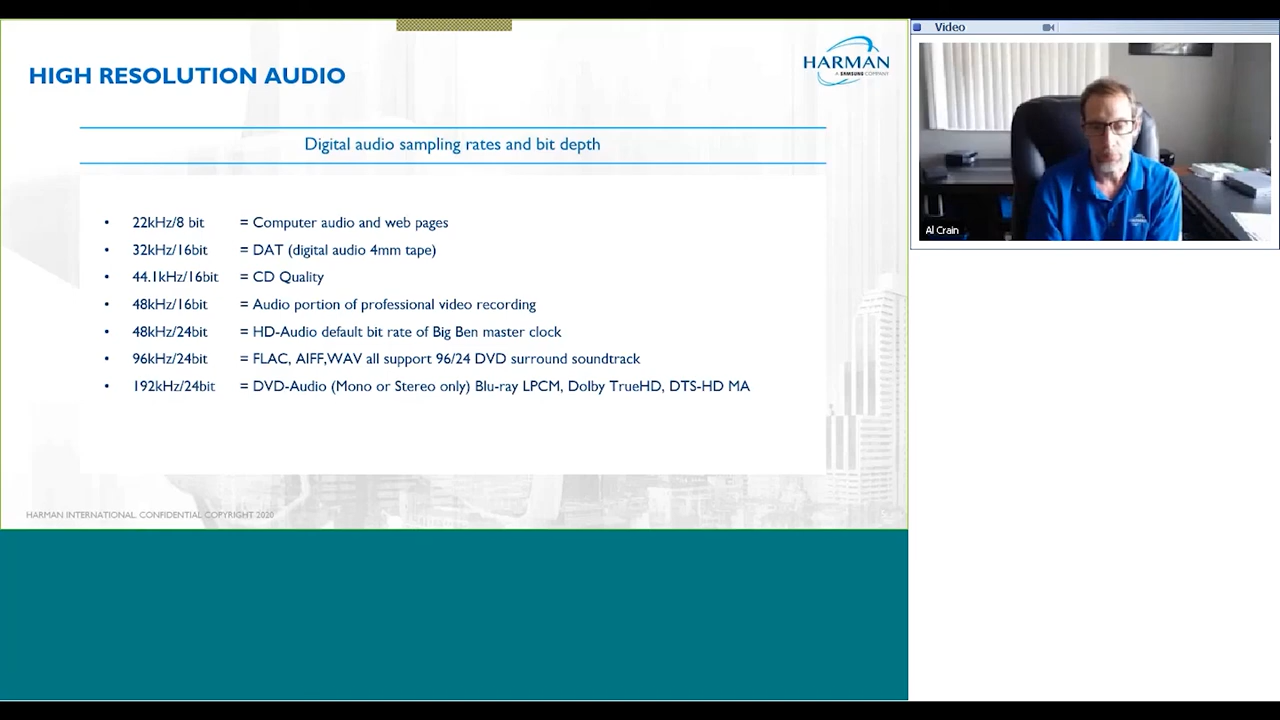 HIGH RESOLUTION AUDIO
HARMAN
A SAMSUNG COMPANY
Digital audio sampling rates and bit depth
• 22kHz/8 bit = Computer audio and web pages
• 32kHz/16bit = DAT (digital audio 4mm tape)
• 44.1kHz/16bit = CD Quality
• 48kHz/16bit = Audio portion of professional video recording
• 48kHz/24bit = HD-Audio default bit rate of Big Ben master clock
• 96kHz/24bit = FLAC, AIFF,WAV all support 96/24 DVD surround soundtrack
• 192kHz/24bit = DVD-Audio (Mono or Stereo only) Blu-ray LPCM, Dolby TrueHD, DTS-HD MA
HARMAN INTERNATIONAL. CONFIDENTIAL. COPYRIGHT 2020
Video
Al Crain